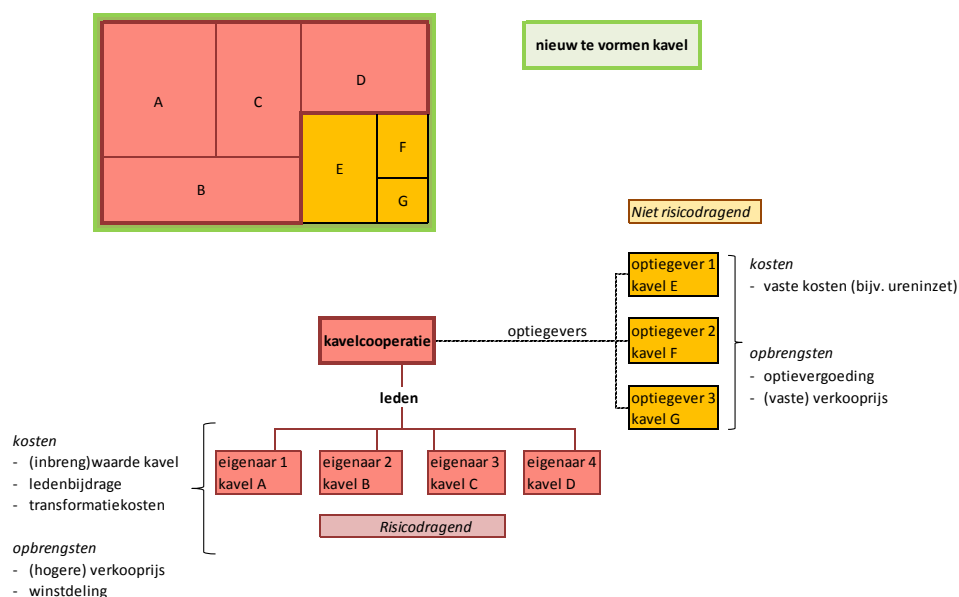 nieuw te vormen kavel
A
C
D
B
E
F
G
Niet risicodragend
optiegever 1
kavel E
optiegever 2
kavel F
optiegever 3
kavel G
kosten
- vaste kosten (bijv. ureninzet)
opbrengsten
- optievergoeding
- (vaste) verkooprijs
kavelcooperatie
optiegevers
leden
eigenaar 1
kavel A
eigenaar 2
kavel B
eigenaar 3
kavel C
eigenaar 4
kavel D
Risicodragend
kosten
- (inbreng)waarde kavel
- ledenbijdrage
- transformatiekosten
opbrengsten
- (hogere) verkooprijs
- winstdeling